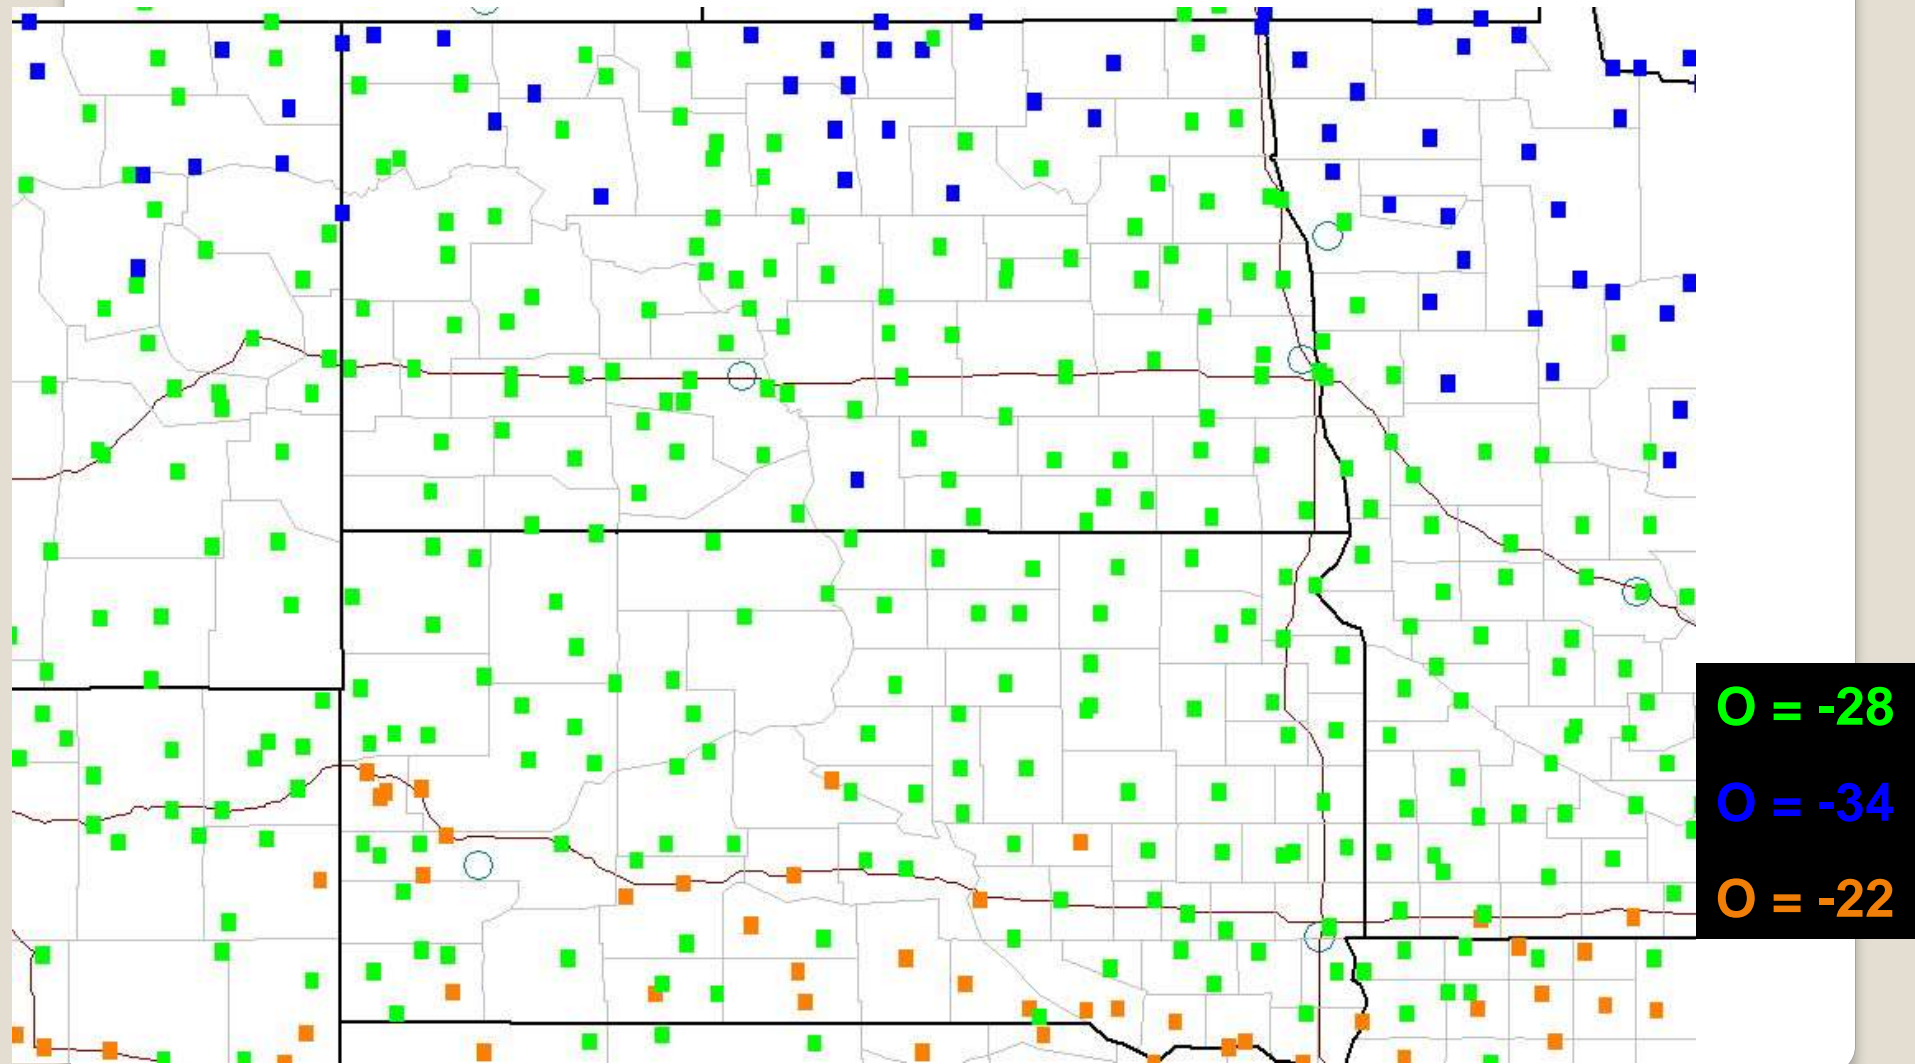 O = -28
O = -34
O = -22